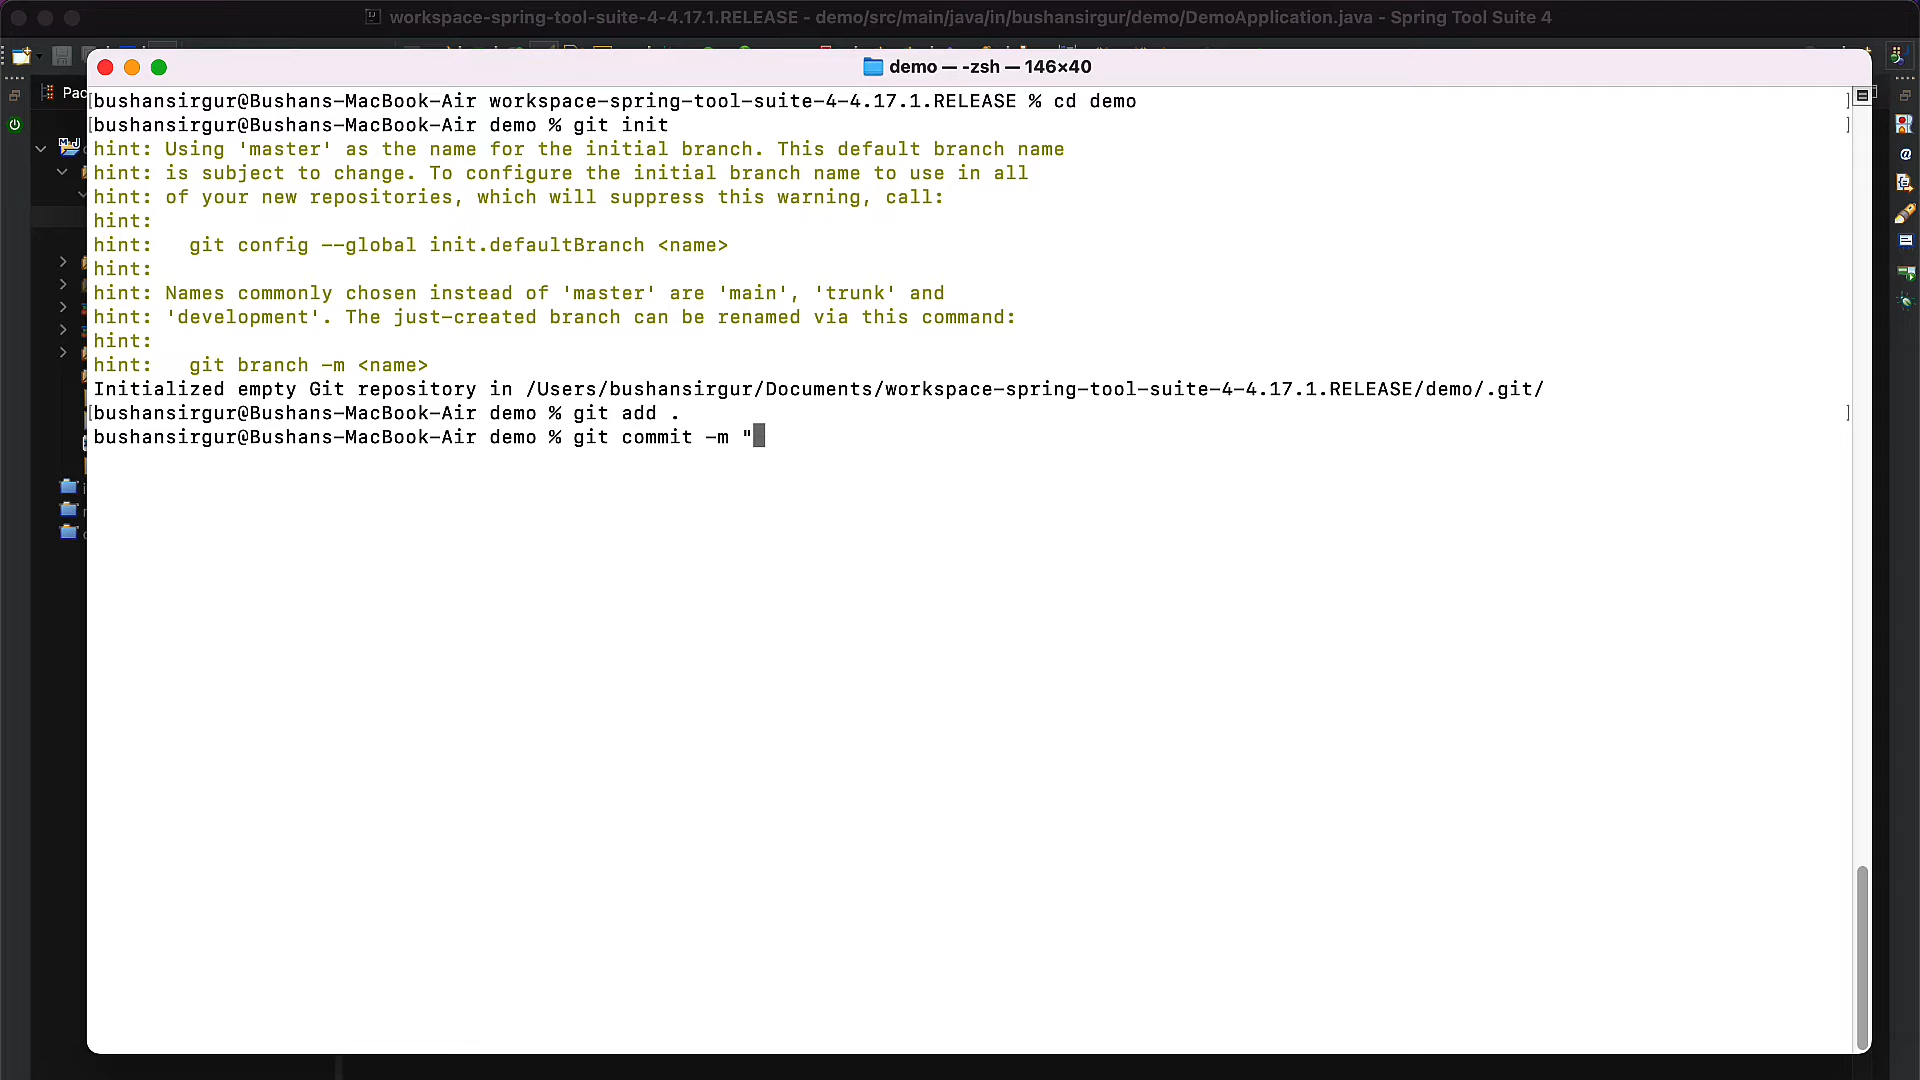 workspace-spring-tool-suite-4-4.17.1.RELEASE - demo/src/main/java/in/bushansirgur/demo/DemoApplication.java - Spring Tool Suite 4
demo — -zsh — 146×40
Pac
[bushansirgur@Bushans-MacBook-Air workspace-spring-tool-suite-4-4.17.1.RELEASE % cd demo ]
[bushansirgur@Bushans-MacBook-Air demo % git init ]
hint: Using 'master' as the name for the initial branch. This default branch name
hint: is subject to change. To configure the initial branch name to use in all
hint: of your new repositories, which will suppress this warning, call:
hint:
hint:   git config --global init.defaultBranch <name>
hint:
hint: Names commonly chosen instead of 'master' are 'main', 'trunk' and
hint: 'development'. The just-created branch can be renamed via this command:
hint:
hint:   git branch -m <name>
Initialized empty Git repository in /Users/bushansirgur/Documents/workspace-spring-tool-suite-4-4.17.1.RELEASE/demo/.git/
[bushansirgur@Bushans-MacBook-Air demo % git add . ]
bushansirgur@Bushans-MacBook-Air demo % git commit -m "